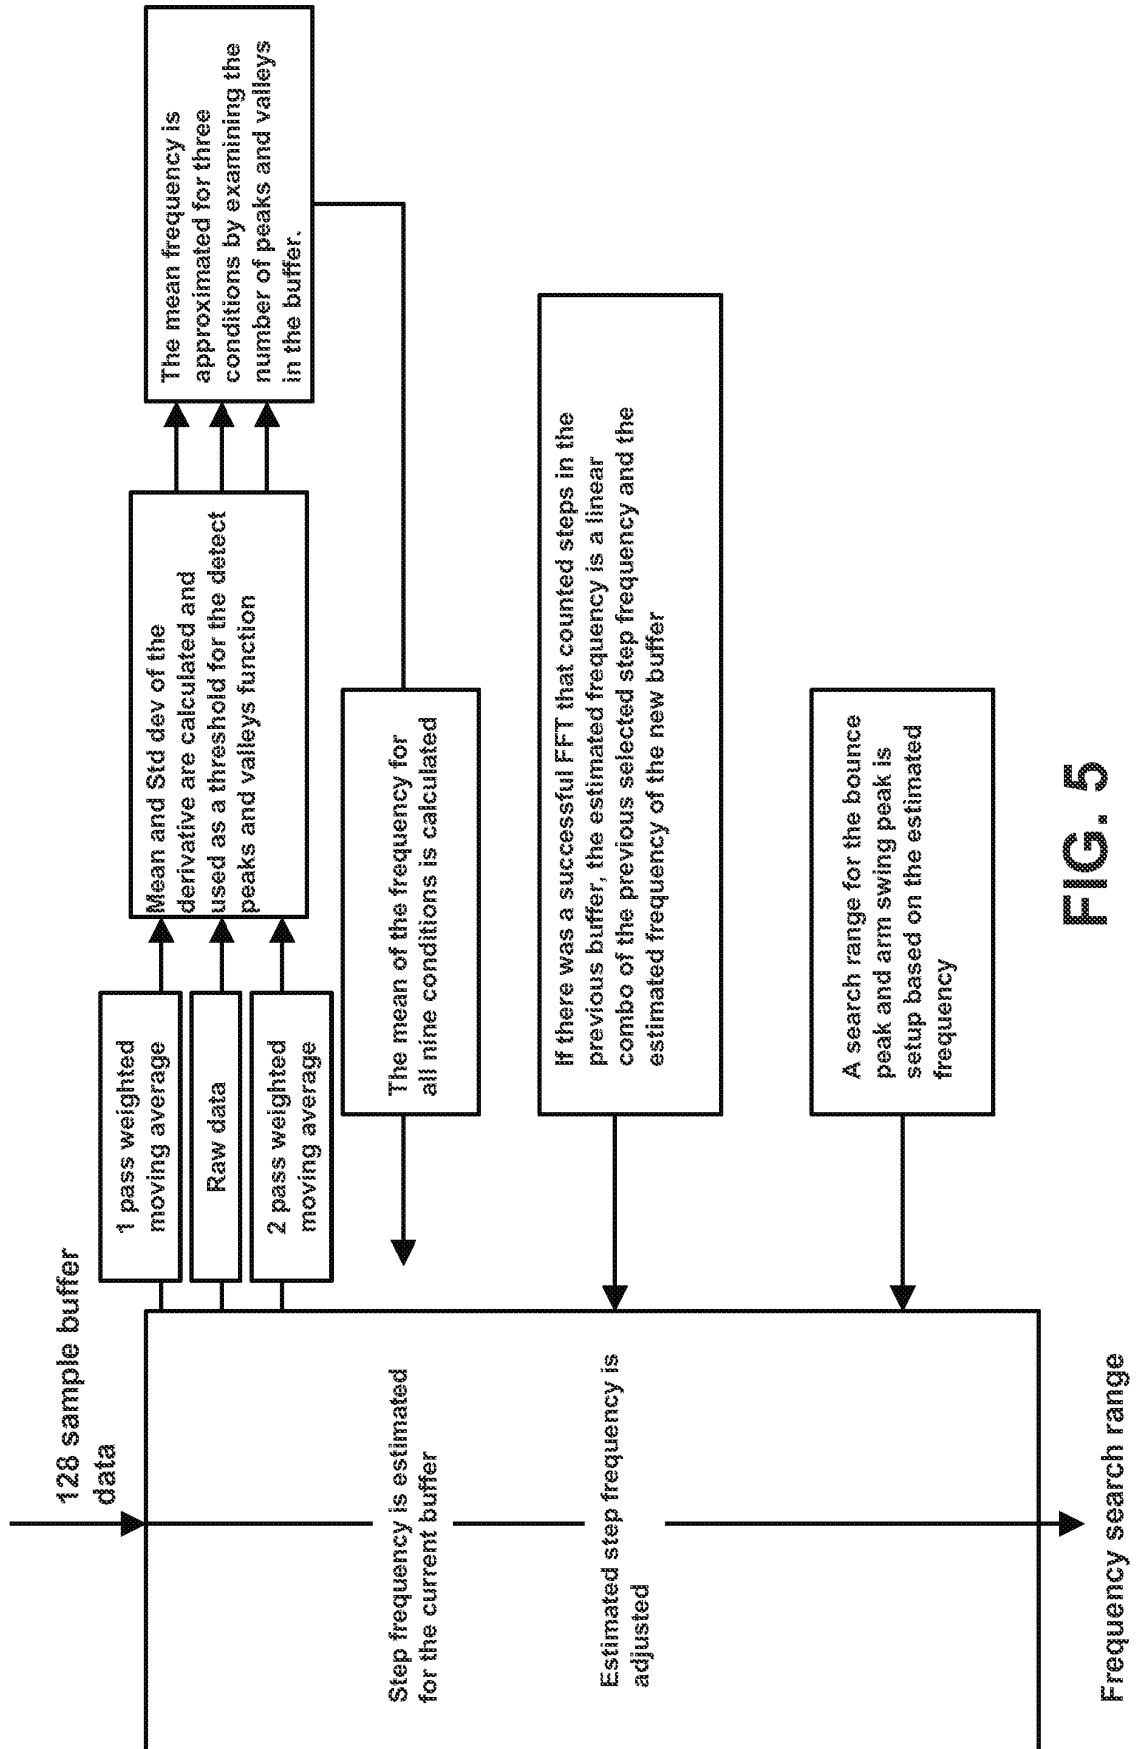 128 sample buffer
data
1 pass weighted
moving average
Raw data
2 pass weighted
moving average
Mean and Std dev of the
derivative are calculated and
used as a threshold for the detect
peaks and valleys function
The mean frequency is
approximated for three
conditions by examining the
number of peaks and valleys
in the buffer.
Step frequency is estimated
for the current buffer
The mean of the frequency for
all nine conditions is calculated
Estimated step frequency is
adjusted
If there was a successful FFT that counted steps in the
previous buffer, the estimated frequency is a linear
combo of the previous selected step frequency and the
estimated frequency of the new buffer
A search range for the bounce
peak and arm swing peak is
setup based on the estimated
frequency
Frequency search range
FIG. 5